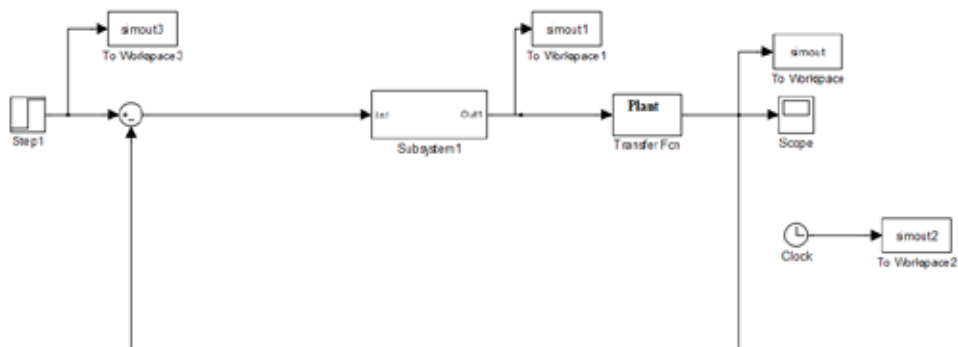 simout3
To Workspace3
simout1
To Workspace1
simout
To Workspace
Step1
+
-
In1
Out1
Subsystem1
Plant
Transfer Fcn
Scope
Clock
simout2
To Workspace2